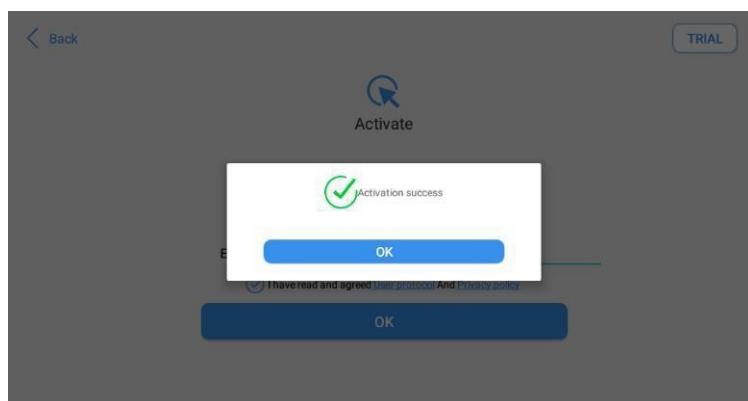 Back
TRIAL
Activate
Activation success
E
OK
I have read and agreed User protocol And Privacy policy
OK